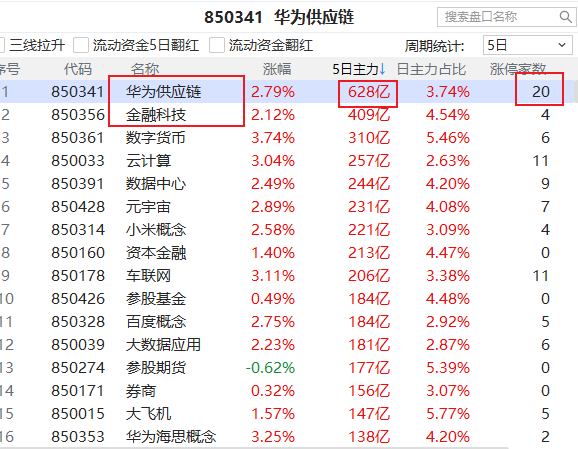 850341 华为供应链
搜索盘口名称
三线拉升 流动资金5日翻红 流动资金翻红 周期统计: 5日
序号 代码 名称 涨幅 5日主力↓ 日主力占比 涨停家数
1 850341 华为供应链 2.79% 628亿 3.74% 20
2 850356 金融科技 2.12% 409亿 4.54% 4
3 850361 数字货币 3.74% 310亿 5.46% 6
4 850033 云计算 3.04% 257亿 2.63% 11
5 850391 数据中心 2.49% 244亿 4.20% 9
6 850428 元宇宙 2.89% 231亿 4.08% 7
7 850314 小米概念 2.58% 221亿 3.09% 4
8 850160 资本金融 1.40% 213亿 4.47% 0
9 850178 车联网 3.11% 206亿 3.38% 11
10 850426 参股基金 0.49% 184亿 4.48% 0
11 850328 百度概念 2.75% 184亿 2.92% 5
12 850039 大数据应用 2.23% 181亿 2.87% 6
13 850274 参股期货 -0.62% 177亿 5.39% 0
14 850171 券商 0.32% 156亿 3.07% 0
15 850015 大飞机 1.57% 147亿 5.77% 5
16 850353 华为海思概念 3.25% 138亿 4.20% 2